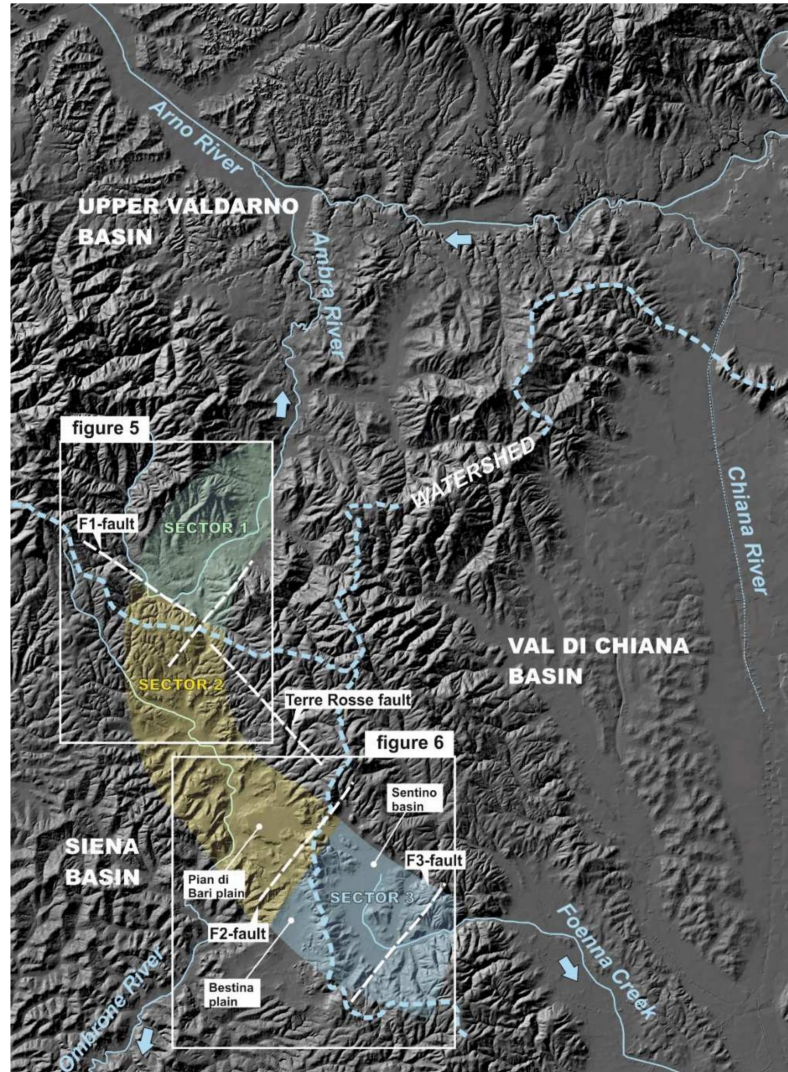 Arno River
UPPER VALDARNO
BASIN
Ambra River
figure 5
WATERSHED
F1-fault
SECTOR 1
Chiana River
VAL DI CHIANA
BASIN
SECTOR 2
Terre Rosse fault
figure 6
Sentino
basin
SIENA
BASIN
F3-fault
Pian di
Bari plain
SECTOR 3
F2-fault
Foenna Creek
Bestina
plain
Ombrone River